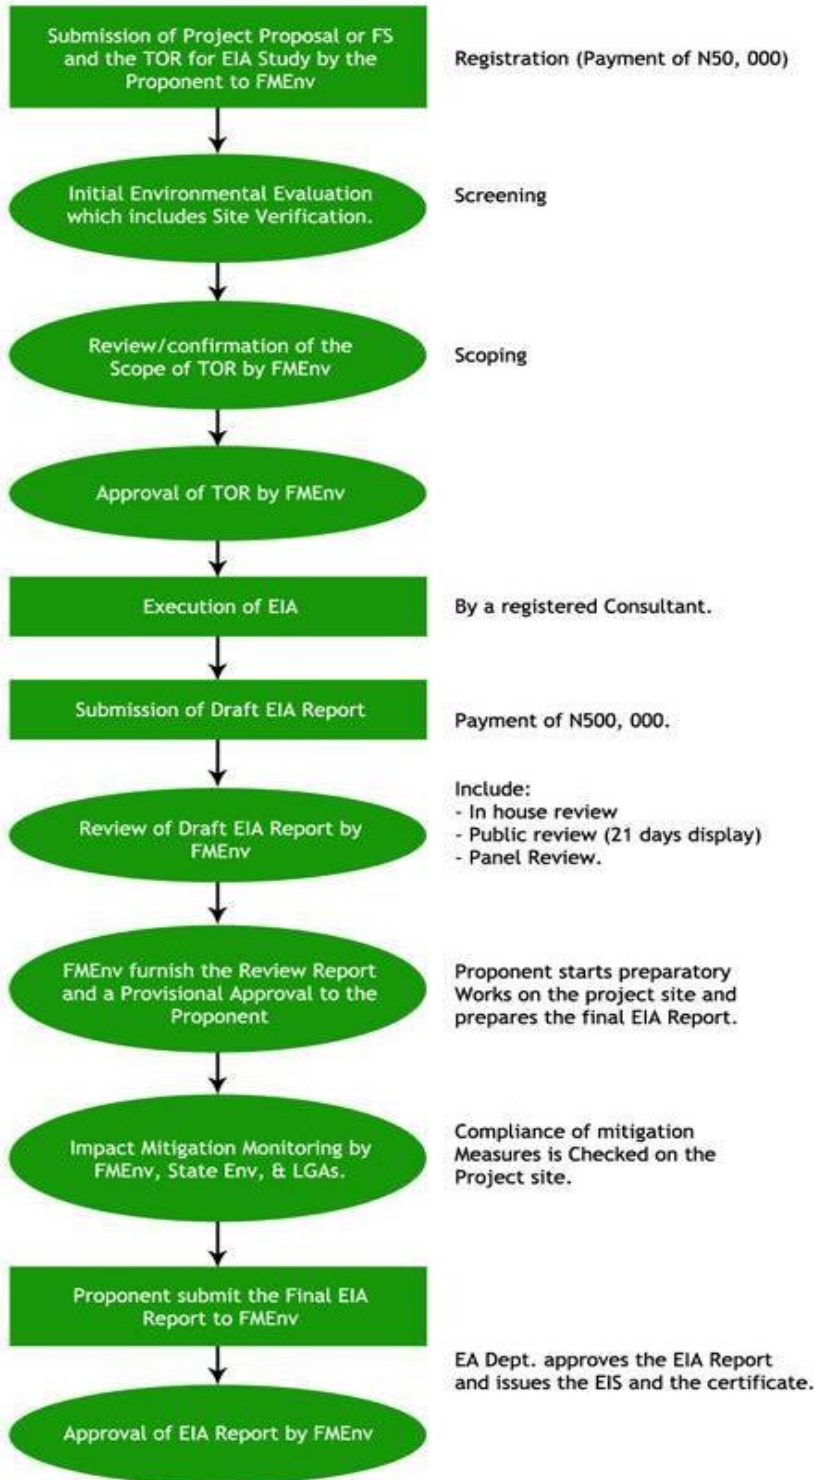 Submission of Project Proposal or FS
and the TOR for EIA Study by the
Proponent to FMEnv
Registration (Payment of N50, 000)
Initial Environmental Evaluation
which includes Site Verification.
Screening
Review/confirmation of the
Scope of TOR by FMEnv
Scoping
Approval of TOR by FMEnv
Execution of EIA
By a registered Consultant.
Submission of Draft EIA Report
Payment of N500, 000.
Review of Draft EIA Report by
FMEnv
Include:
- In house review
- Public review (21 days display)
- Panel Review.
FMEnv furnish the Review Report
and a Provisional Approval to the
Proponent
Proponent starts preparatory
Works on the project site and
prepares the final EIA Report.
Impact Mitigation Monitoring by
FMEnv, State Env, & LGAs.
Compliance of mitigation
Measures is Checked on the
Project site.
Proponent submit the Final EIA
Report to FMEnv
EA Dept. approves the EIA Report
and issues the EIS and the certificate.
Approval of EIA Report by FMEnv